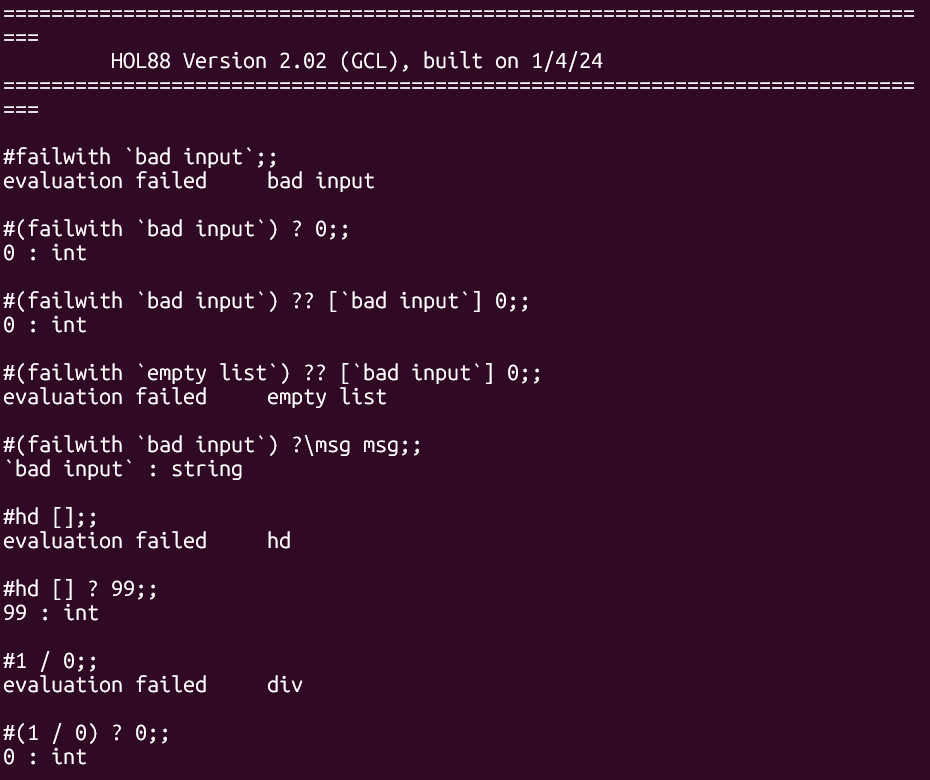 ============================================================================
===
         HOL88 Version 2.02 (GCL), built on 1/4/24
============================================================================
===

#failwith `bad input`;;
evaluation failed     bad input

#(failwith `bad input`) ? 0;;
0 : int

#(failwith `bad input`) ?? [`bad input`] 0;;
0 : int

#(failwith `empty list`) ?? [`bad input`] 0;;
evaluation failed     empty list

#(failwith `bad input`) ?\msg msg;;
`bad input` : string

#hd [];;
evaluation failed     hd

#hd [] ? 99;;
99 : int

#1 / 0;;
evaluation failed     div

#(1 / 0) ? 0;;
0 : int